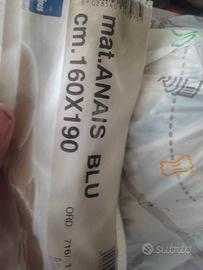 mat.ANAIS BLU
cm.160X190
ORD
subito